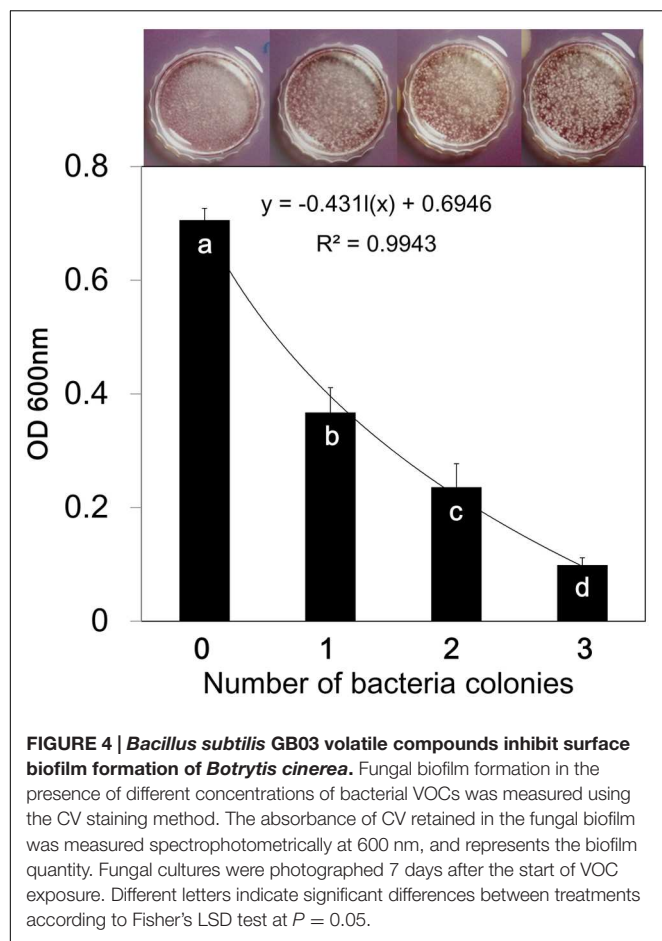 0.8
y = -0.431l(x) + 0.6946
R² = 0.9943
a
0.6
OD 600nm
0.4
b
c
0.2
d
0
0 1 2 3
Number of bacteria colonies
FIGURE 4 | Bacillus subtilis GB03 volatile compounds inhibit surface
biofilm formation of Botrytis cinerea. Fungal biofilm formation in the
presence of different concentrations of bacterial VOCs was measured using
the CV staining method. The absorbance of CV retained in the fungal biofilm
was measured spectrophotometrically at 600 nm, and represents the biofilm
quantity. Fungal cultures were photographed 7 days after the start of VOC
exposure. Different letters indicate significant differences between treatments
according to Fisher's LSD test at P = 0.05.